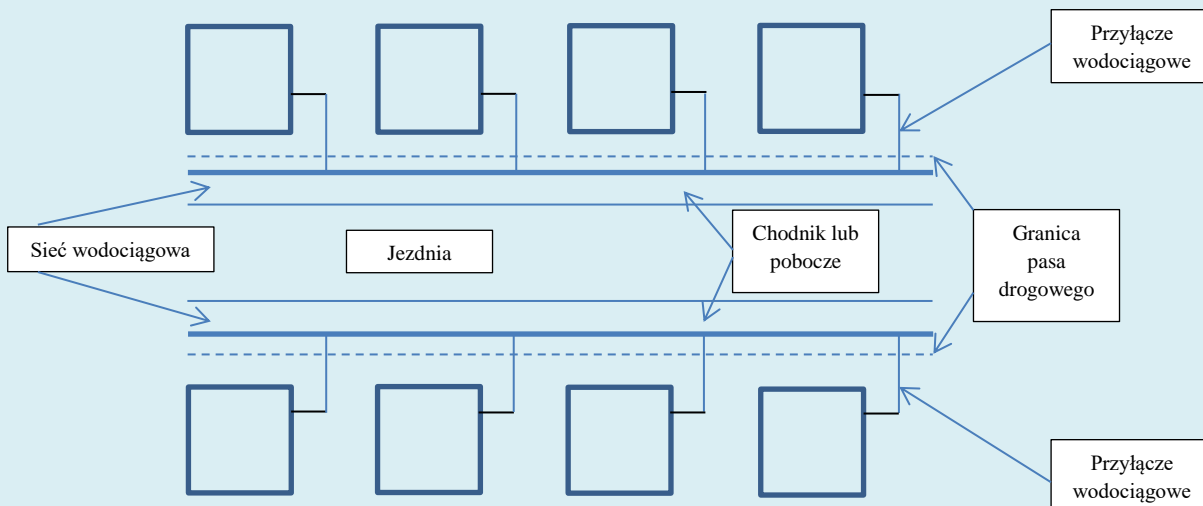 Przyłącze
wodociągowe
Sieć wodociągowa
Jezdnia
Chodnik lub
pobocze
Granica
pasa
drogowego
Przyłącze
wodociągowe